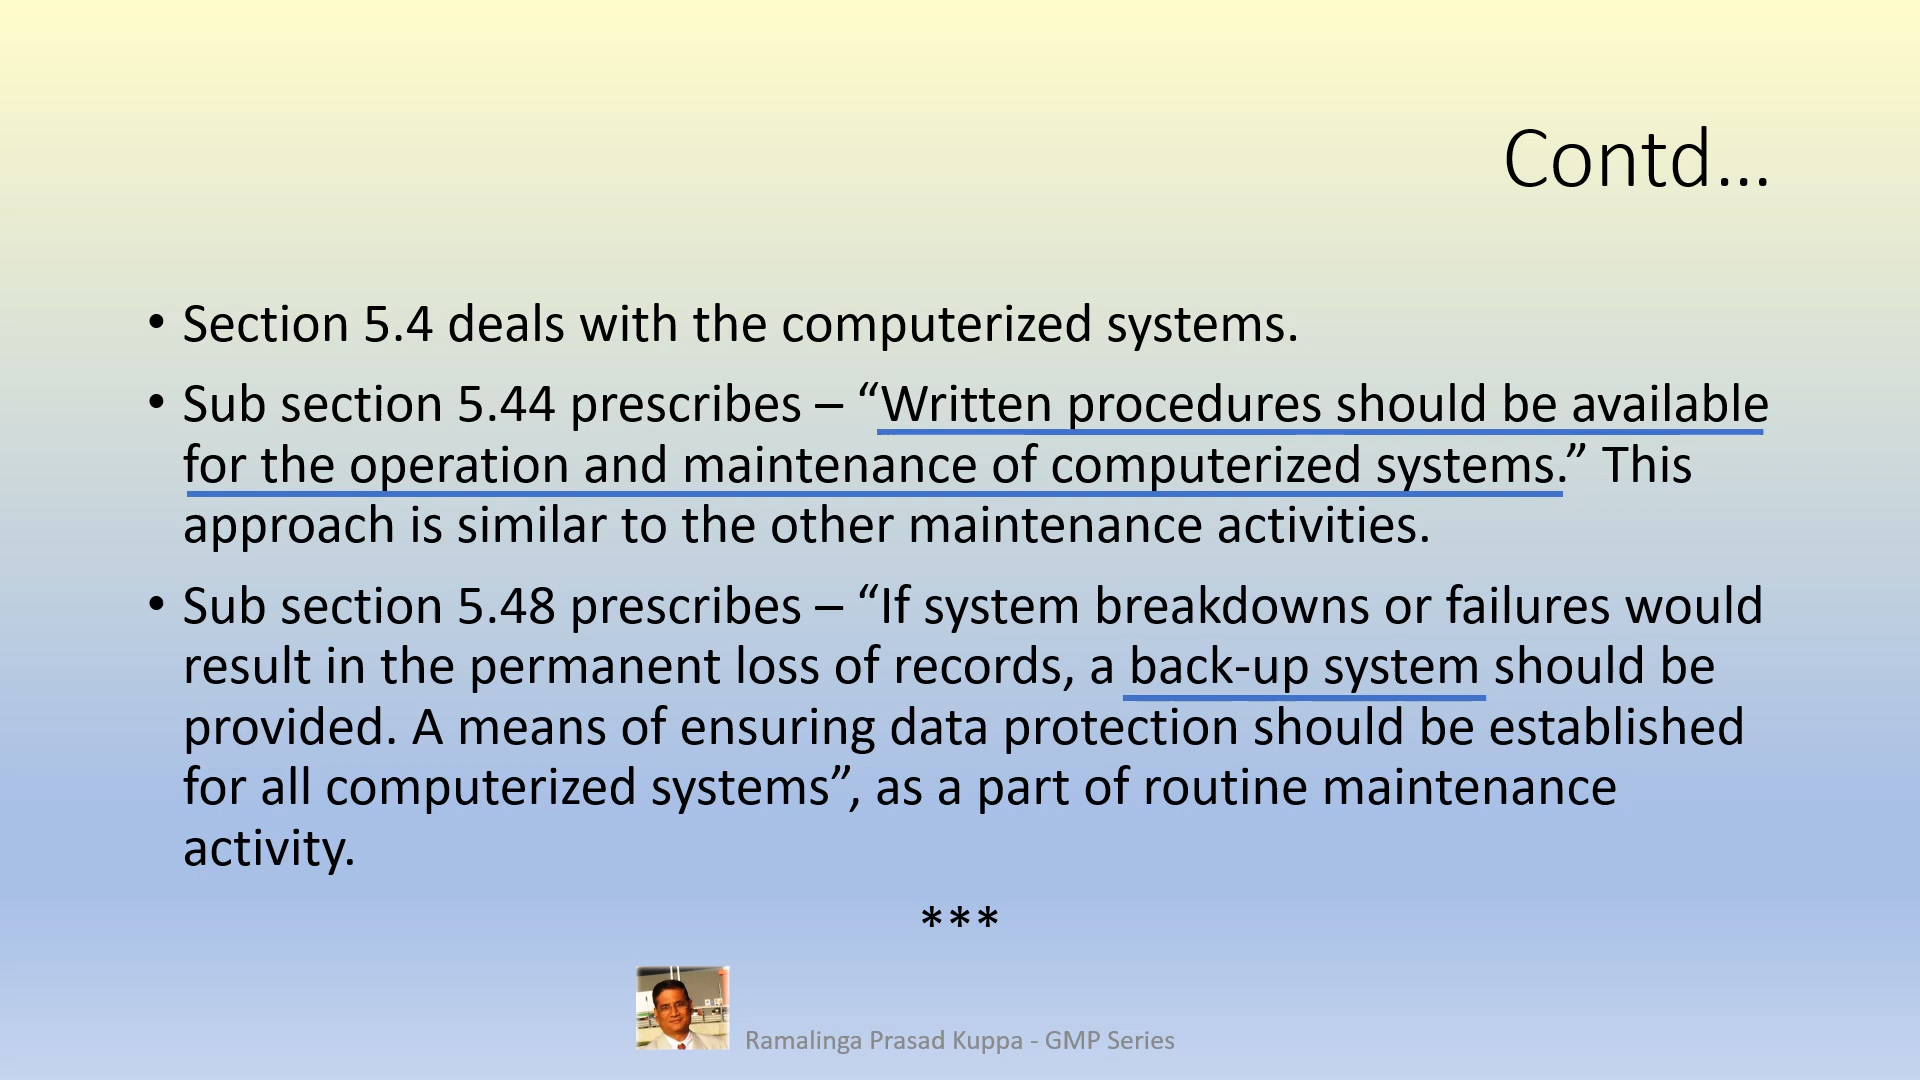 Contd...
• Section 5.4 deals with the computerized systems.
• Sub section 5.44 prescribes – “Written procedures should be available
for the operation and maintenance of computerized systems.” This
approach is similar to the other maintenance activities.
• Sub section 5.48 prescribes – “If system breakdowns or failures would
result in the permanent loss of records, a back-up system should be
provided. A means of ensuring data protection should be established
for all computerized systems”, as a part of routine maintenance
activity.
***
Ramalinga Prasad Kuppa - GMP Series